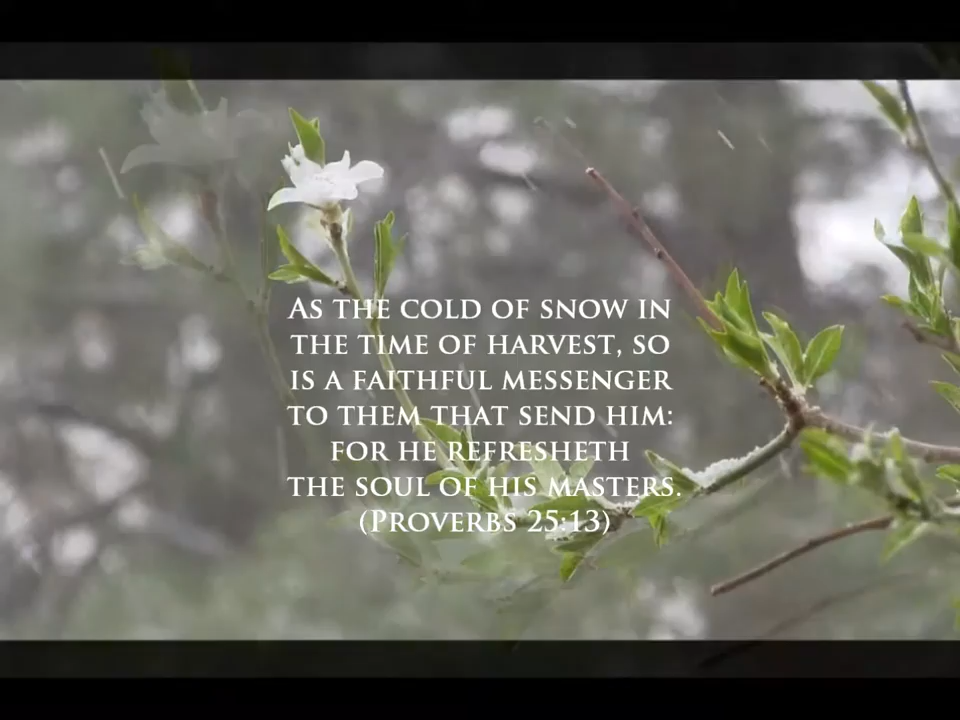 As the cold of snow in
the time of harvest, so
is a faithful messenger
to them that send him:
for he refresheth
the soul of his masters.
(Proverbs 25:13)